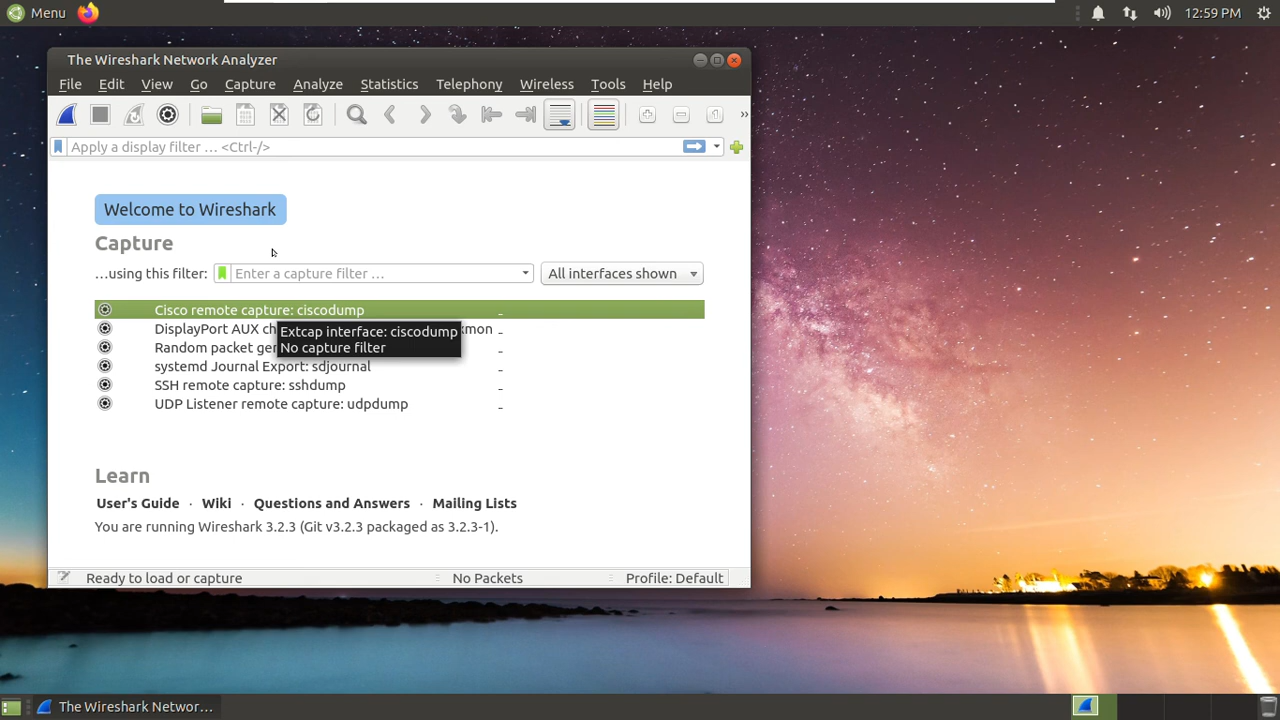 Menu
12:59 PM
The Wireshark Network Analyzer
File Edit View Go Capture Analyze Statistics Telephony Wireless Tools Help
»
Apply a display filter … <Ctrl-/>
Welcome to Wireshark
Capture
…using this filter: Enter a capture filter … All interfaces shown
Cisco remote capture: ciscodump
DisplayPort AUX ch
Extcap interface: ciscodump
No capture filter
Random packet ge
systemd Journal Export: sdjournal
SSH remote capture: sshdump
UDP Listener remote capture: udpdump
Learn
User's Guide · Wiki · Questions and Answers · Mailing Lists
You are running Wireshark 3.2.3 (Git v3.2.3 packaged as 3.2.3-1).
Ready to load or capture No Packets Profile: Default
The Wireshark Networ…